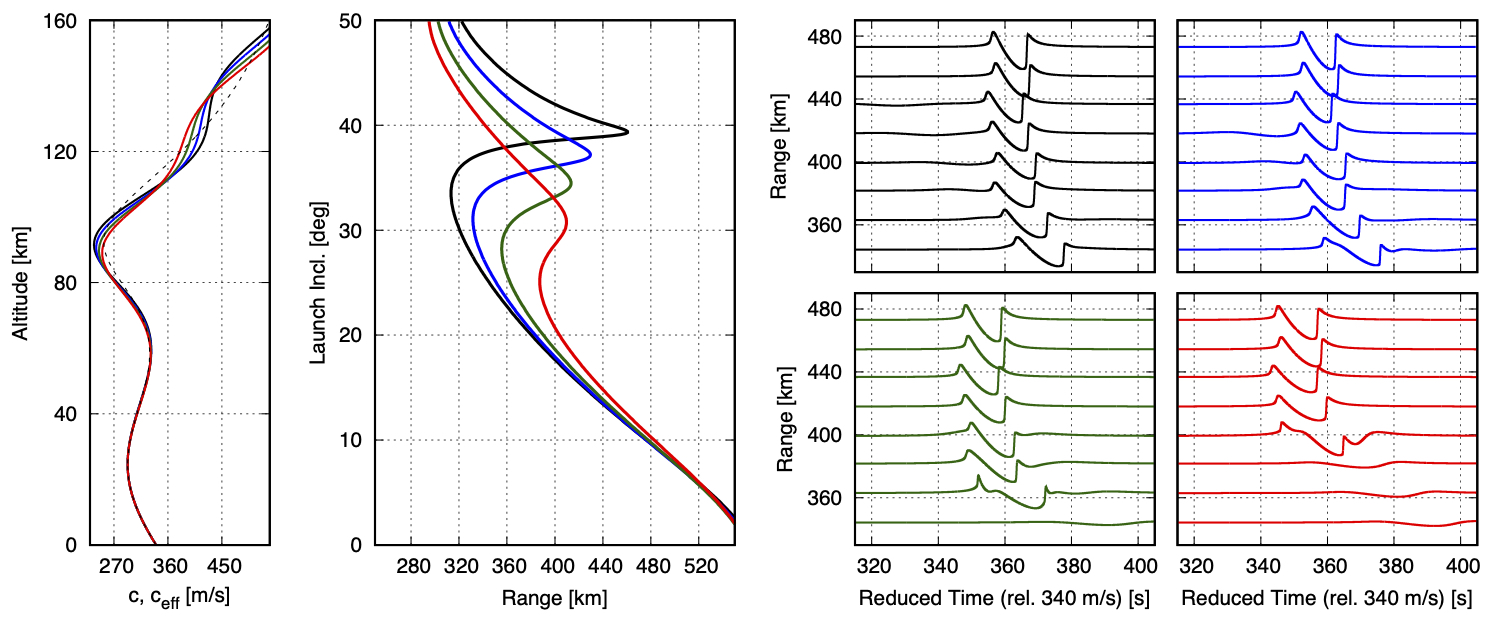 160
120
80
40
0
Altitude [km]
270 360 450
c, c_eff [m/s]
50
40
30
20
10
0
Launch Incl. [deg]
280 320 360 400 440 480 520
Range [km]
480
440
400
360
Range [km]
480
440
400
360
Range [km]
320 340 360 380 400
Reduced Time (rel. 340 m/s) [s]
320 340 360 380 400
Reduced Time (rel. 340 m/s) [s]